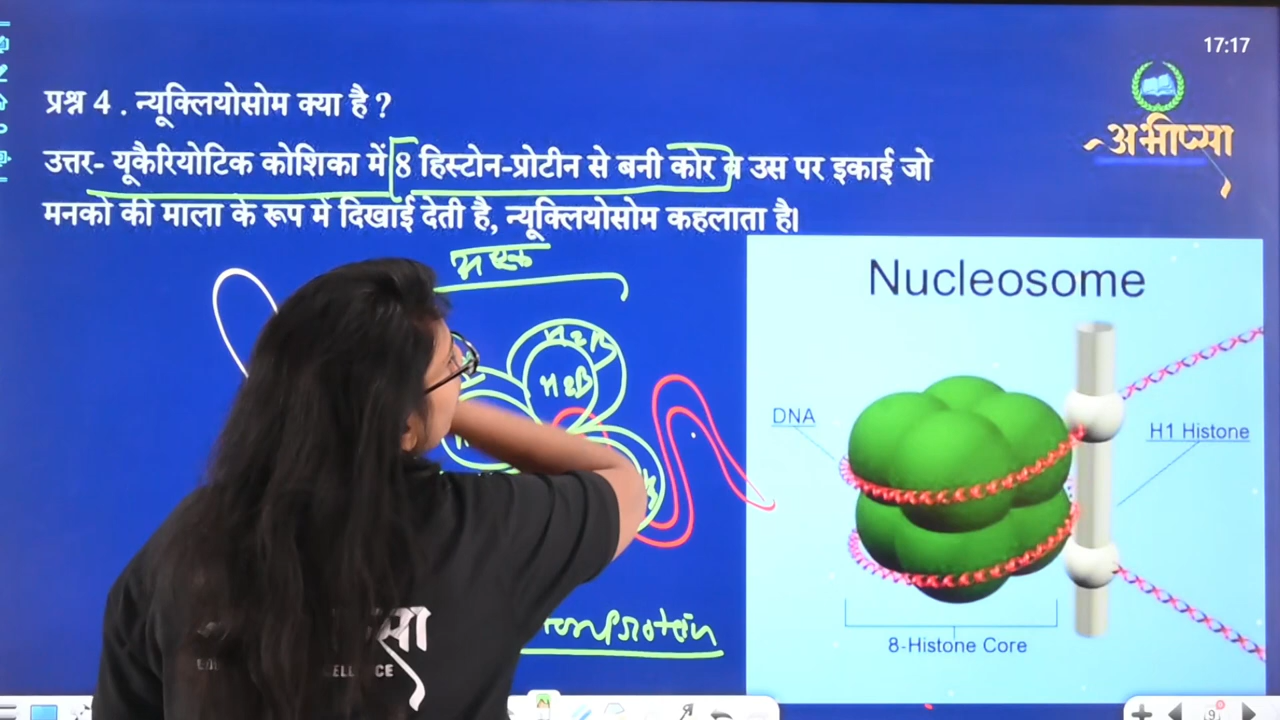 17:17
प्रश्न 4 . न्यूक्लियोसोम क्या है ?
अभीप्सा
उत्तर- यूकैरियोटिक कोशिका में 8 हिस्टोन-प्रोटीन से बनी कोर व उस पर इकाई जो
मनको की माला के रूप में दिखाई देती है, न्यूक्लियोसोम कहलाता है।
Nucleosome
H2B
DNA
H1 Histone
8-Histone Core